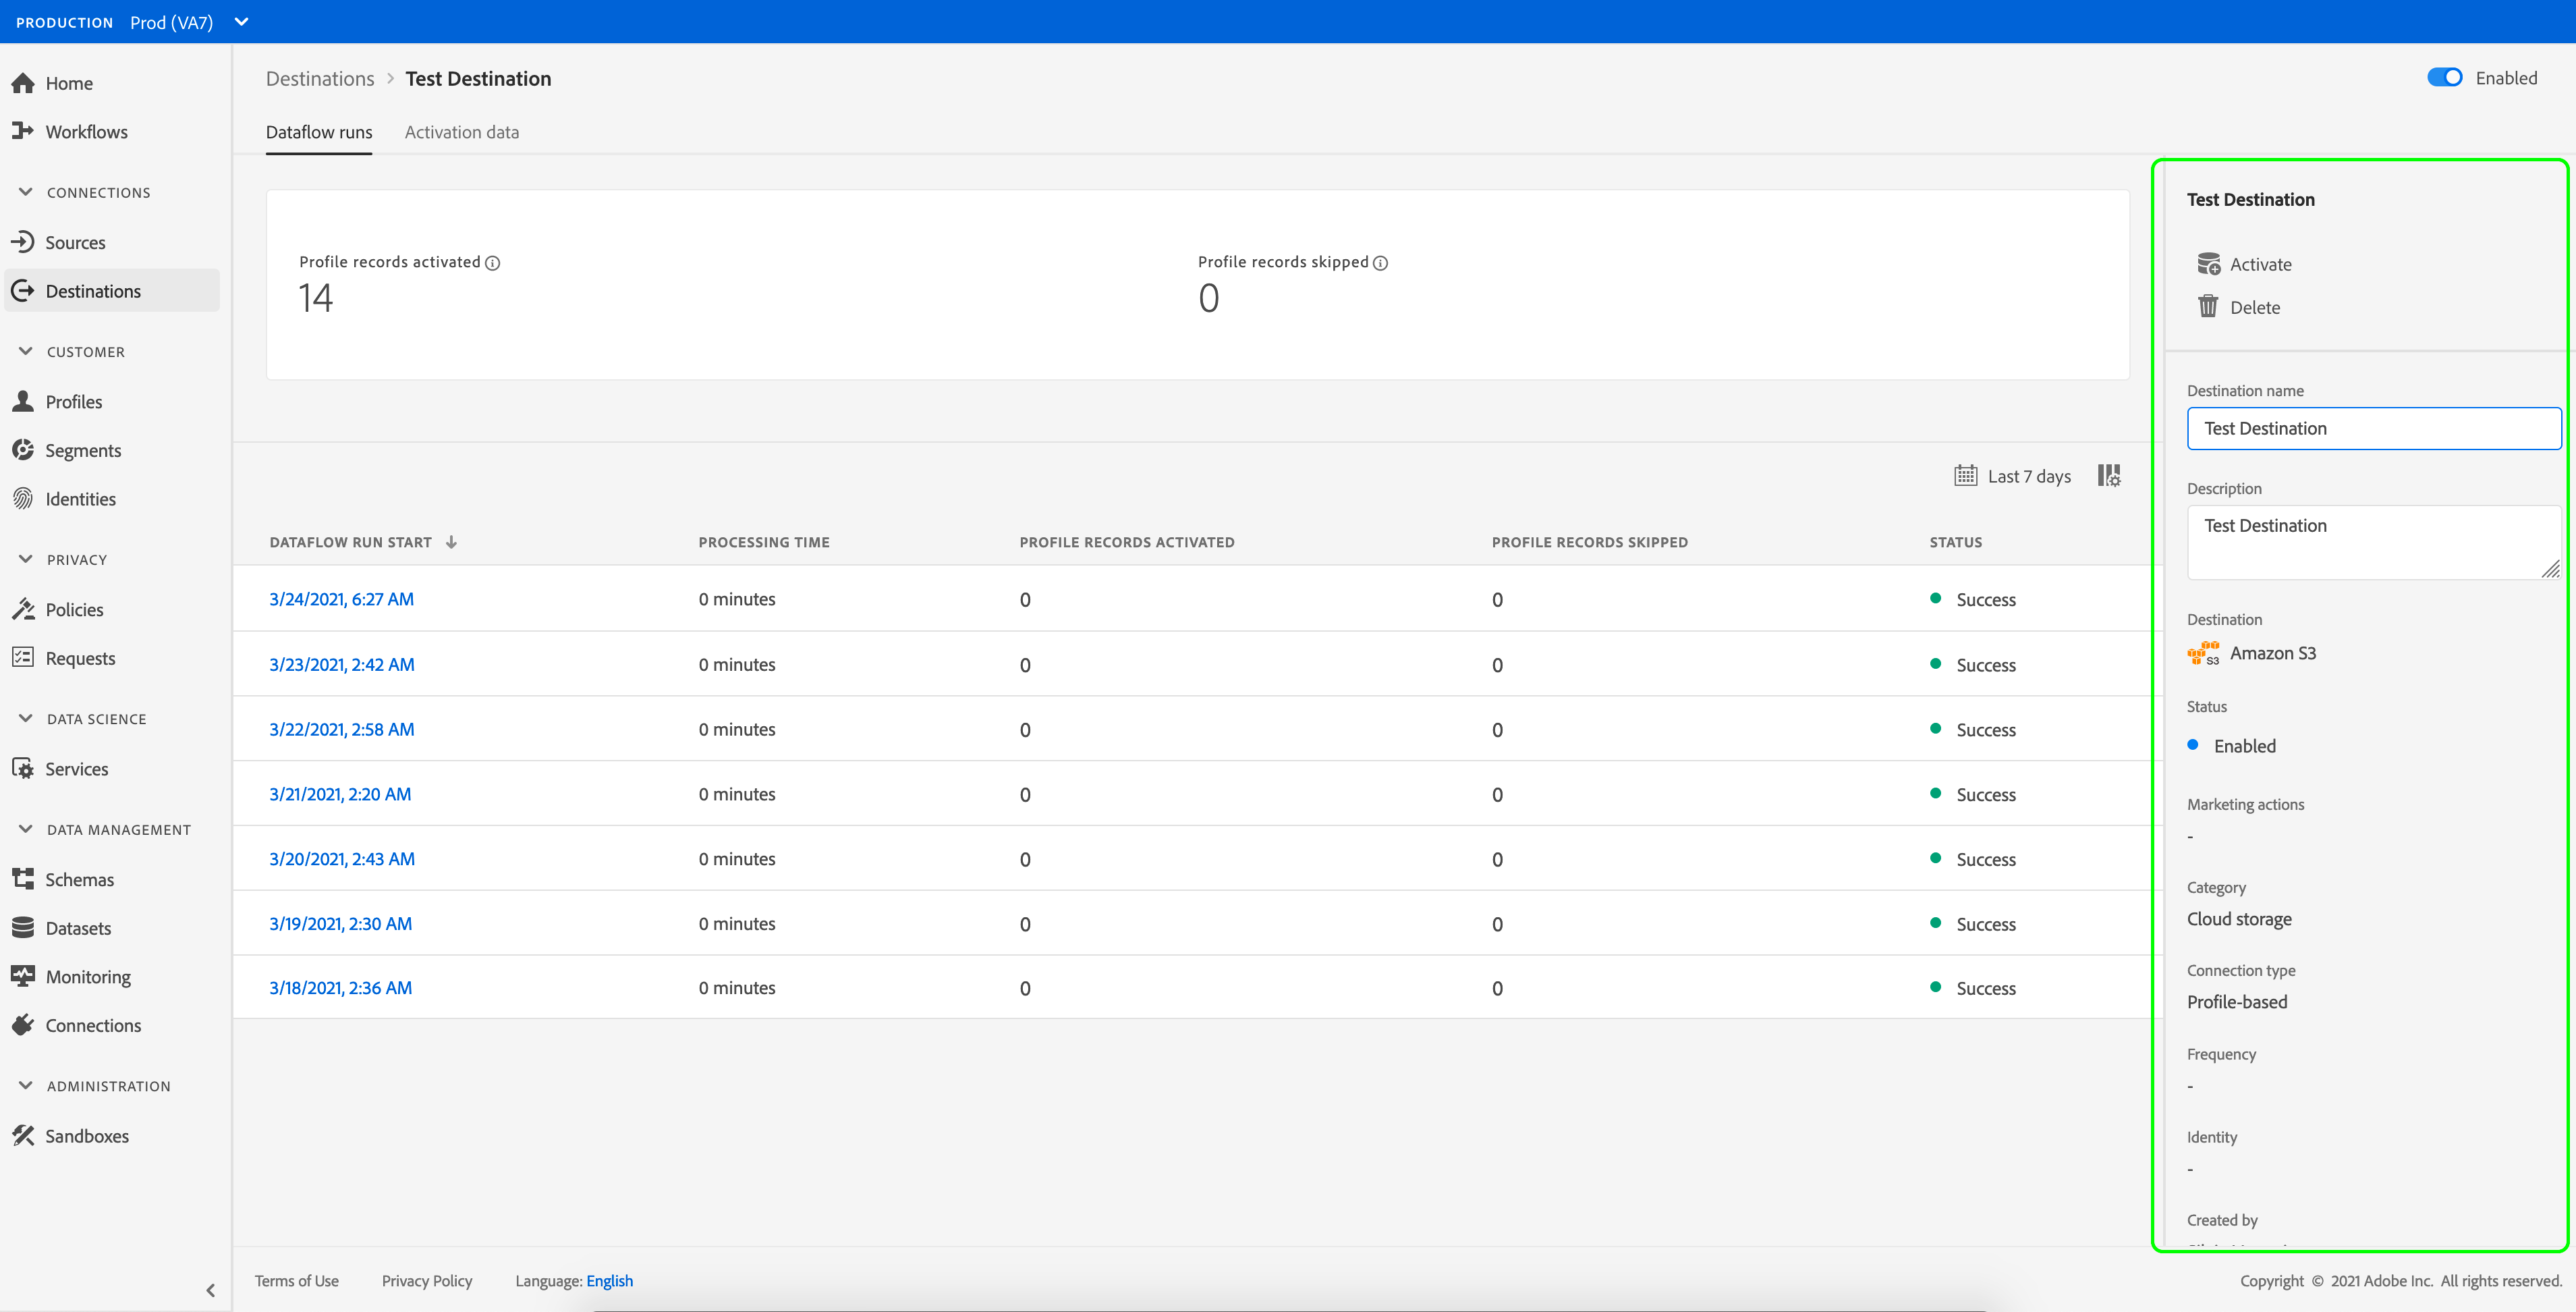 PRODUCTION Prod (VA7)
Home
Workflows
CONNECTIONS
Sources
Destinations
CUSTOMER
Profiles
Segments
Identities
PRIVACY
Policies
Requests
DATA SCIENCE
Services
DATA MANAGEMENT
Schemas
Datasets
Monitoring
Connections
ADMINISTRATION
Sandboxes
Destinations > Test Destination
Enabled
Dataflow runs Activation data
Profile records activated
14
Profile records skipped
0
Last 7 days
DATAFLOW RUN START PROCESSING TIME PROFILE RECORDS ACTIVATED PROFILE RECORDS SKIPPED STATUS
3/24/2021, 6:27 AM 0 minutes 0 0 Success
3/23/2021, 2:42 AM 0 minutes 0 0 Success
3/22/2021, 2:58 AM 0 minutes 0 0 Success
3/21/2021, 2:20 AM 0 minutes 0 0 Success
3/20/2021, 2:43 AM 0 minutes 0 0 Success
3/19/2021, 2:30 AM 0 minutes 0 0 Success
3/18/2021, 2:36 AM 0 minutes 0 0 Success
Test Destination
Activate
Delete
Destination name
Test Destination
Description
Test Destination
Destination
S3 Amazon S3
Status
Enabled
Marketing actions
-
Category
Cloud storage
Connection type
Profile-based
Frequency
-
Identity
-
Created by
Terms of Use Privacy Policy Language: English
Copyright © 2021 Adobe Inc. All rights reserved.